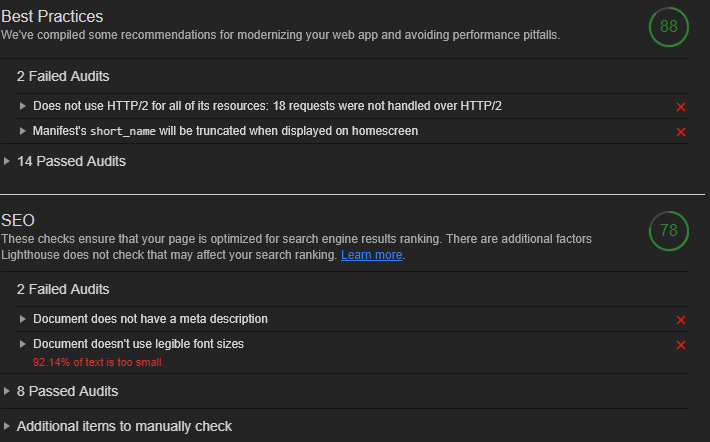 Best Practices
88
We've compiled some recommendations for modernizing your web app and avoiding performance pitfalls.
2 Failed Audits
Does not use HTTP/2 for all of its resources: 18 requests were not handled over HTTP/2
Manifest's short_name will be truncated when displayed on homescreen
14 Passed Audits
SEO
78
These checks ensure that your page is optimized for search engine results ranking. There are additional factors
Lighthouse does not check that may affect your search ranking. Learn more.
2 Failed Audits
Document does not have a meta description
Document doesn't use legible font sizes
92.14% of text is too small.
8 Passed Audits
Additional items to manually check